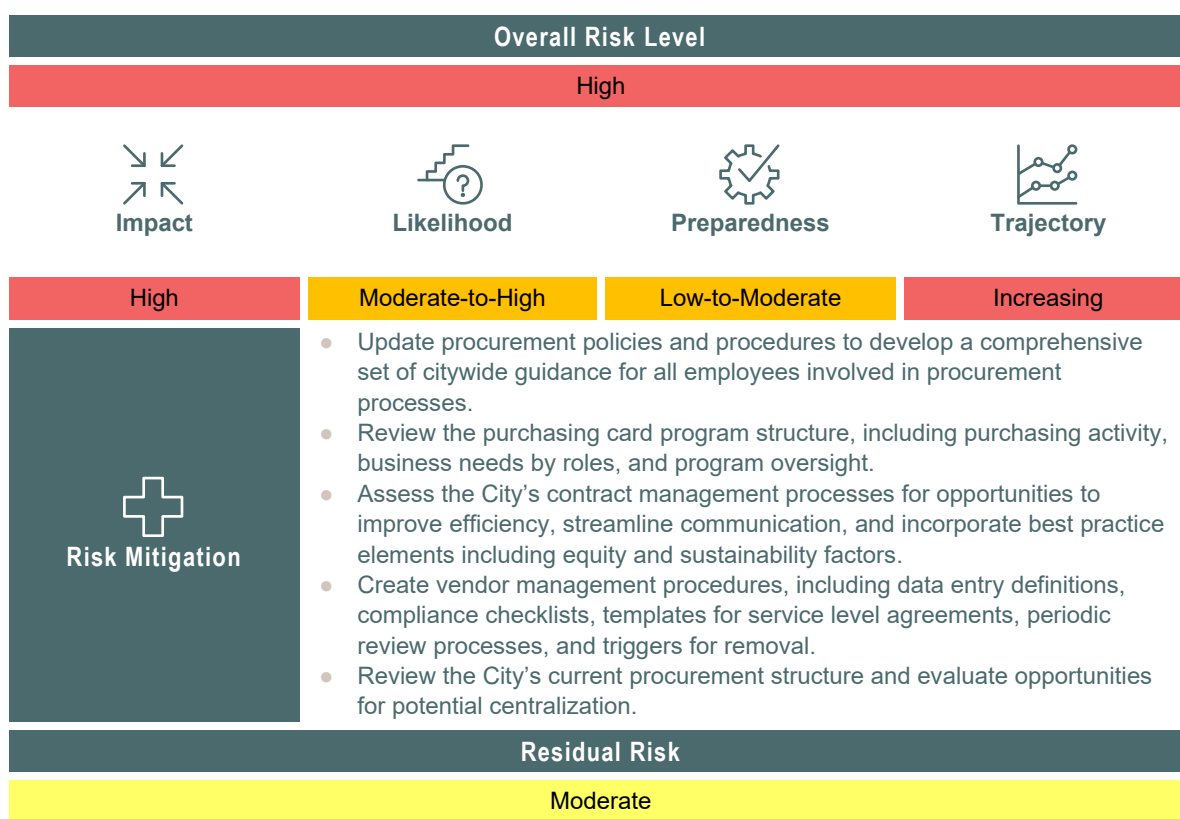 Overall Risk Level
High
Impact
Likelihood
Preparedness
Trajectory
High
Moderate-to-High
Low-to-Moderate
Increasing
Risk Mitigation
● Update procurement policies and procedures to develop a comprehensive
set of citywide guidance for all employees involved in procurement
processes.
● Review the purchasing card program structure, including purchasing activity,
business needs by roles, and program oversight.
● Assess the City’s contract management processes for opportunities to
improve efficiency, streamline communication, and incorporate best practice
elements including equity and sustainability factors.
● Create vendor management procedures, including data entry definitions,
compliance checklists, templates for service level agreements, periodic
review processes, and triggers for removal.
● Review the City’s current procurement structure and evaluate opportunities
for potential centralization.
Residual Risk
Moderate